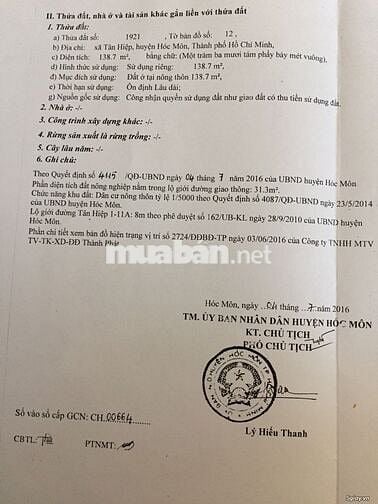 II. Thửa đất, nhà ở và tài sản khác gắn liền với thửa đất
1. Thửa đất:
a) Thửa đất số: 1921 , Tờ bản đồ số: 12 ,
b) Địa chỉ: xã Tân Hiệp, huyện Hóc Môn, Thành phố Hồ Chí Minh,
c) Diện tích: 138.7 m², bằng chữ: (Một trăm ba mươi tám phẩy bảy mét vuông),
d) Hình thức sử dụng: Sử dụng riêng: 138.7 m²,
đ) Mục đích sử dụng: Đất ở tại nông thôn 138.7 m²,
e) Thời hạn sử dụng: Ổn định Lâu dài;
g) Nguồn gốc sử dụng: Công nhận quyền sử dụng đất như giao đất có thu tiền sử dụng đất.
2. Nhà ở: -/-
3. Công trình xây dựng khác: -/-
4. Rừng sản xuất là rừng trồng: -/-
5. Cây lâu năm: -/-
6. Ghi chú:
Theo Quyết định số 4115 /QĐ-UBND ngày 04 tháng 7 năm 2016 của UBND huyện Hóc Môn
Phần diện tích đất nông nghiệp nằm trong lộ giới đường giao thông: 31.3m².
Chức năng khu đất: Dân cư nông thôn tỷ lệ 1/5000 theo Quyết định số 4087/QĐ-UBND ngày 23/5/2014
của UBND huyện Hóc Môn.
Lộ giới đường Tân Hiệp 1-11A: 8m theo phê duyệt số 162/UB-KL ngày 28/9/2010 của UBND huyện
Hóc Môn.
Phần chi tiết xem bản đồ hiện trạng vị trí số 2724/ĐĐBĐ-TP ngày 03/06/2016 của Công ty TNHH MTV
TV-TK-XD-ĐĐ Thành Phát.
muaban.net
Hóc Môn, ngày 04 tháng 7 năm 2016
TM. ỦY BAN NHÂN DÂN HUYỆN HÓC MÔN
KT. CHỦ TỊCH
PHÓ CHỦ TỊCH
Lý Hiếu Thanh
Số vào sổ cấp GCN: CH 00664
CBTL:
PTNMT: